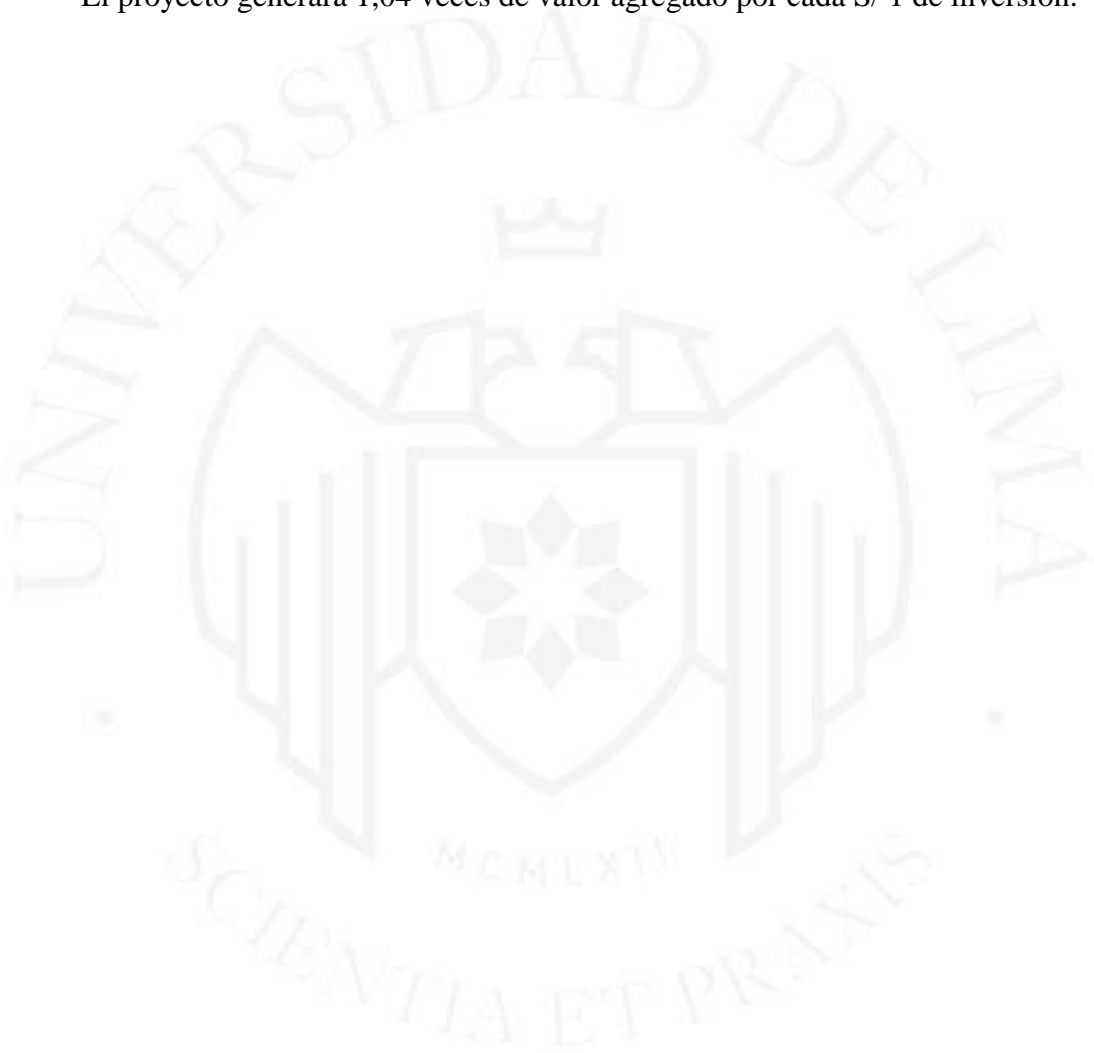 El proyecto generará 1,04 veces de valor agregado por cada S/ 1 de inversión.
UNIVERSIDAD DE LIMA
MCMLXII
SCIENTIA ET PRAXIS